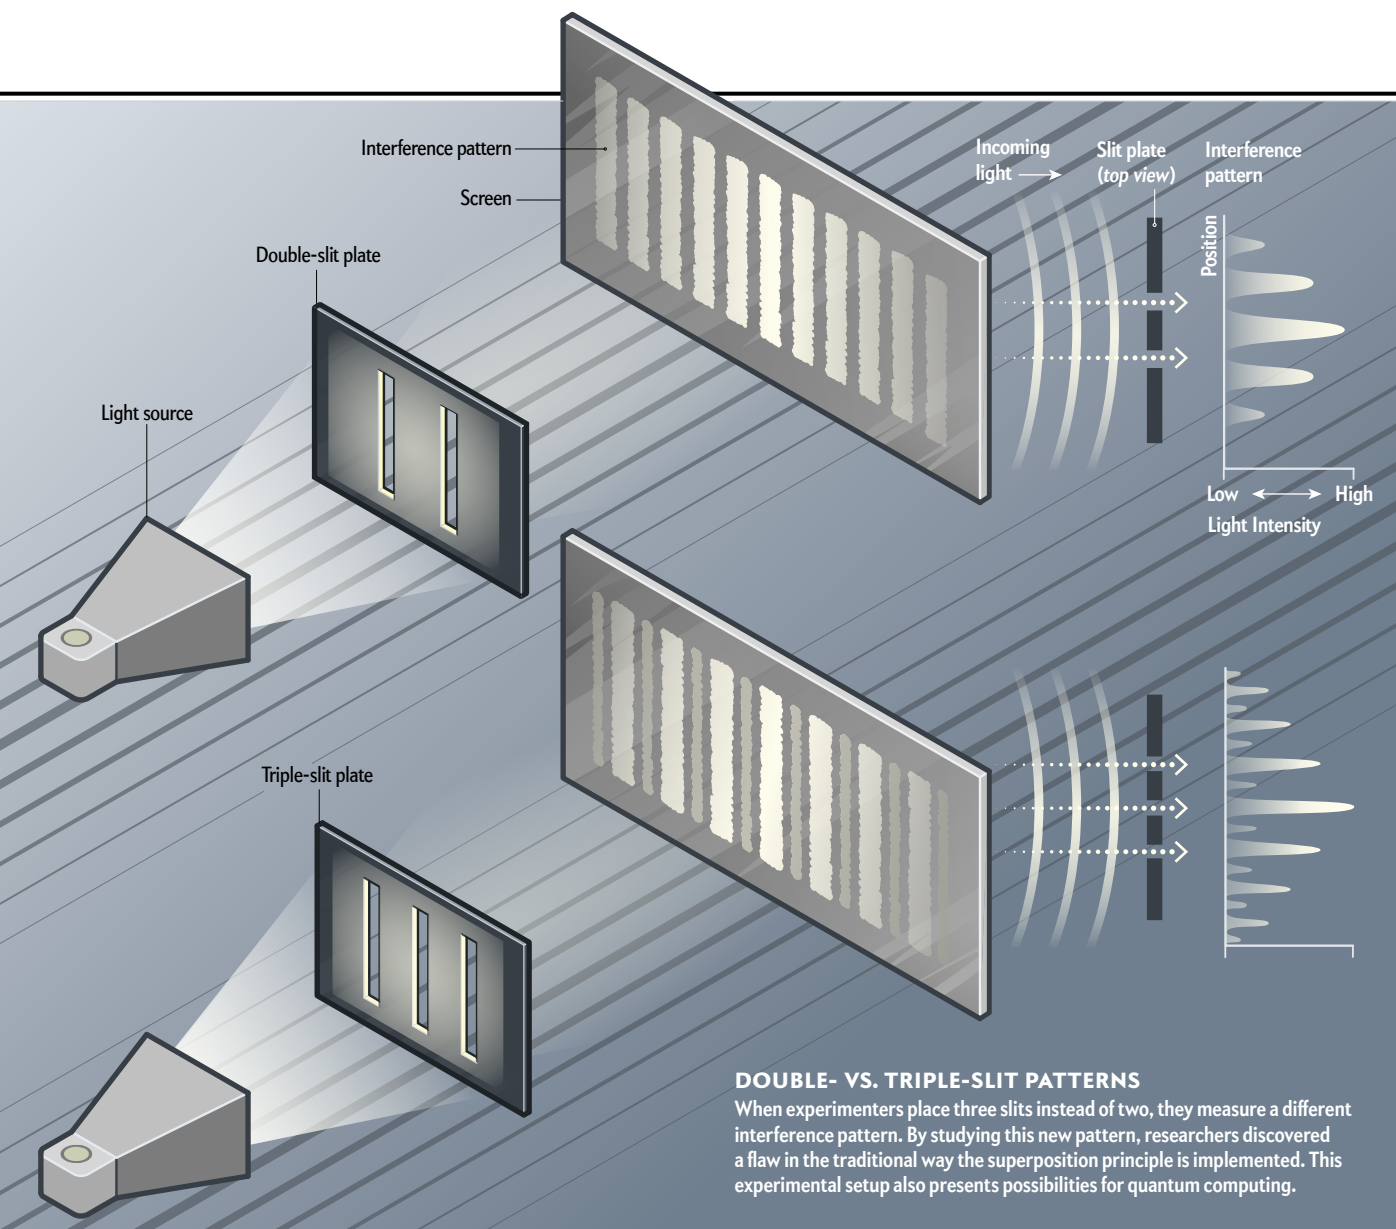 Interference pattern
Screen
Double-slit plate
Light source
Incoming
light
Slit plate
(top view)
Interference
pattern
Position
Low
High
Light Intensity
Triple-slit plate
DOUBLE- VS. TRIPLE-SLIT PATTERNS
When experimenters place three slits instead of two, they measure a different
interference pattern. By studying this new pattern, researchers discovered
a flaw in the traditional way the superposition principle is implemented. This
experimental setup also presents possibilities for quantum computing.